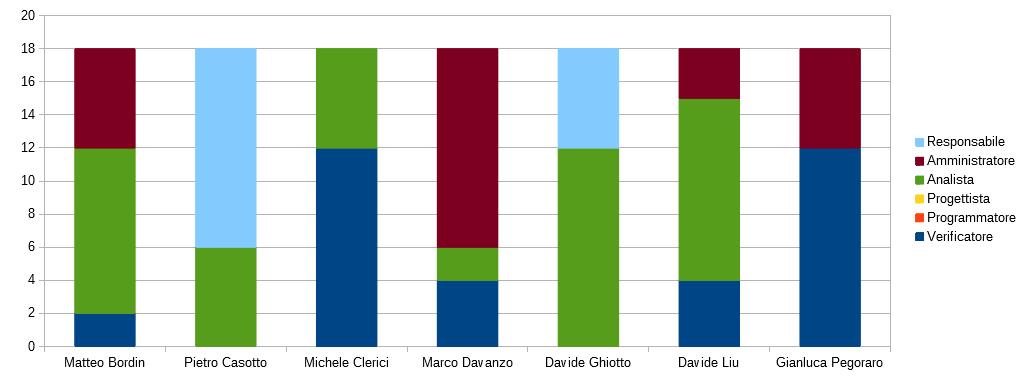 20
18
16
14
12
10
8
6
4
2
0
Matteo Bordin Pietro Casotto Michele Clerici Marco Davanzo Davide Ghiotto Davide Liu Gianluca Pegoraro
Responsabile
Amministratore
Analista
Progettista
Programmatore
Verificatore